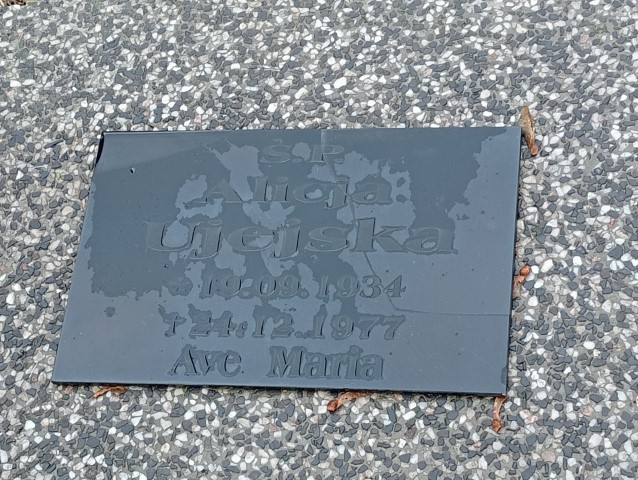 Ś.P.
Alicja
Ujejska
* 19.09.1934
† 24.12.1977
Ave Maria